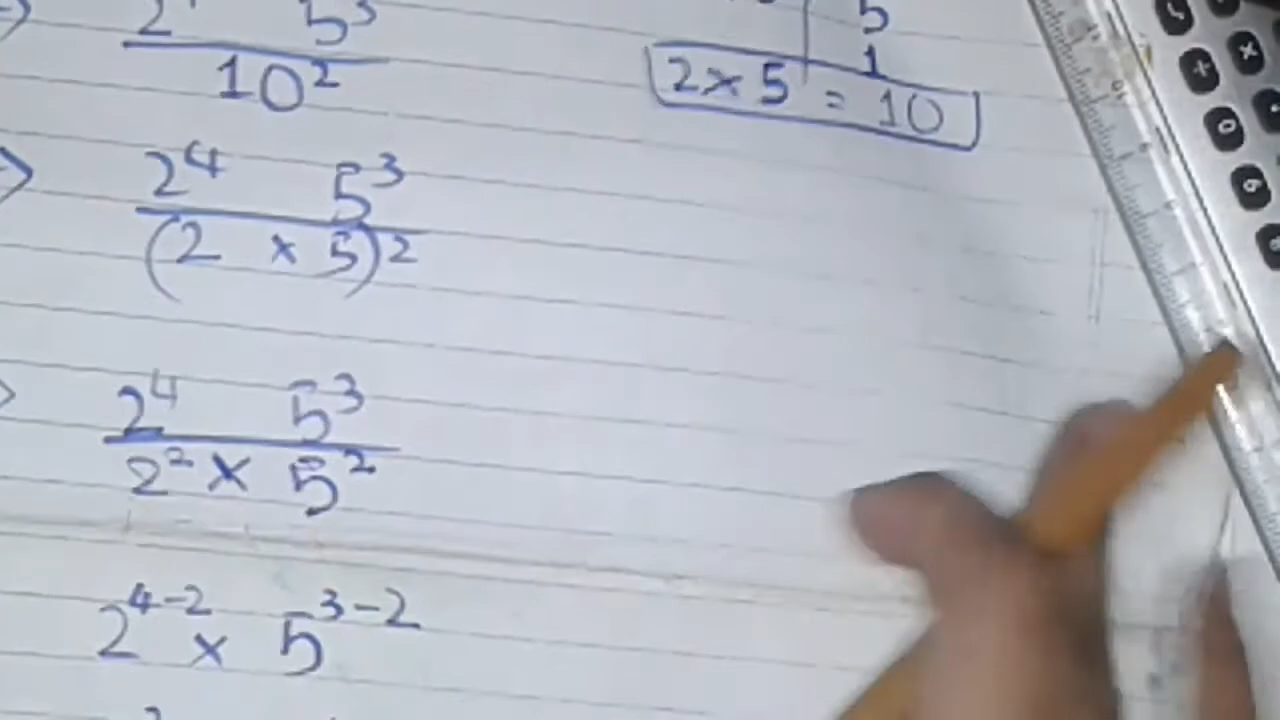 2 5³
10²
5
1
2 × 5 = 10
2⁴ 5³
(2 × 5)²
2⁴ 5³
2² × 5²
2⁴⁻² × 5³⁻²